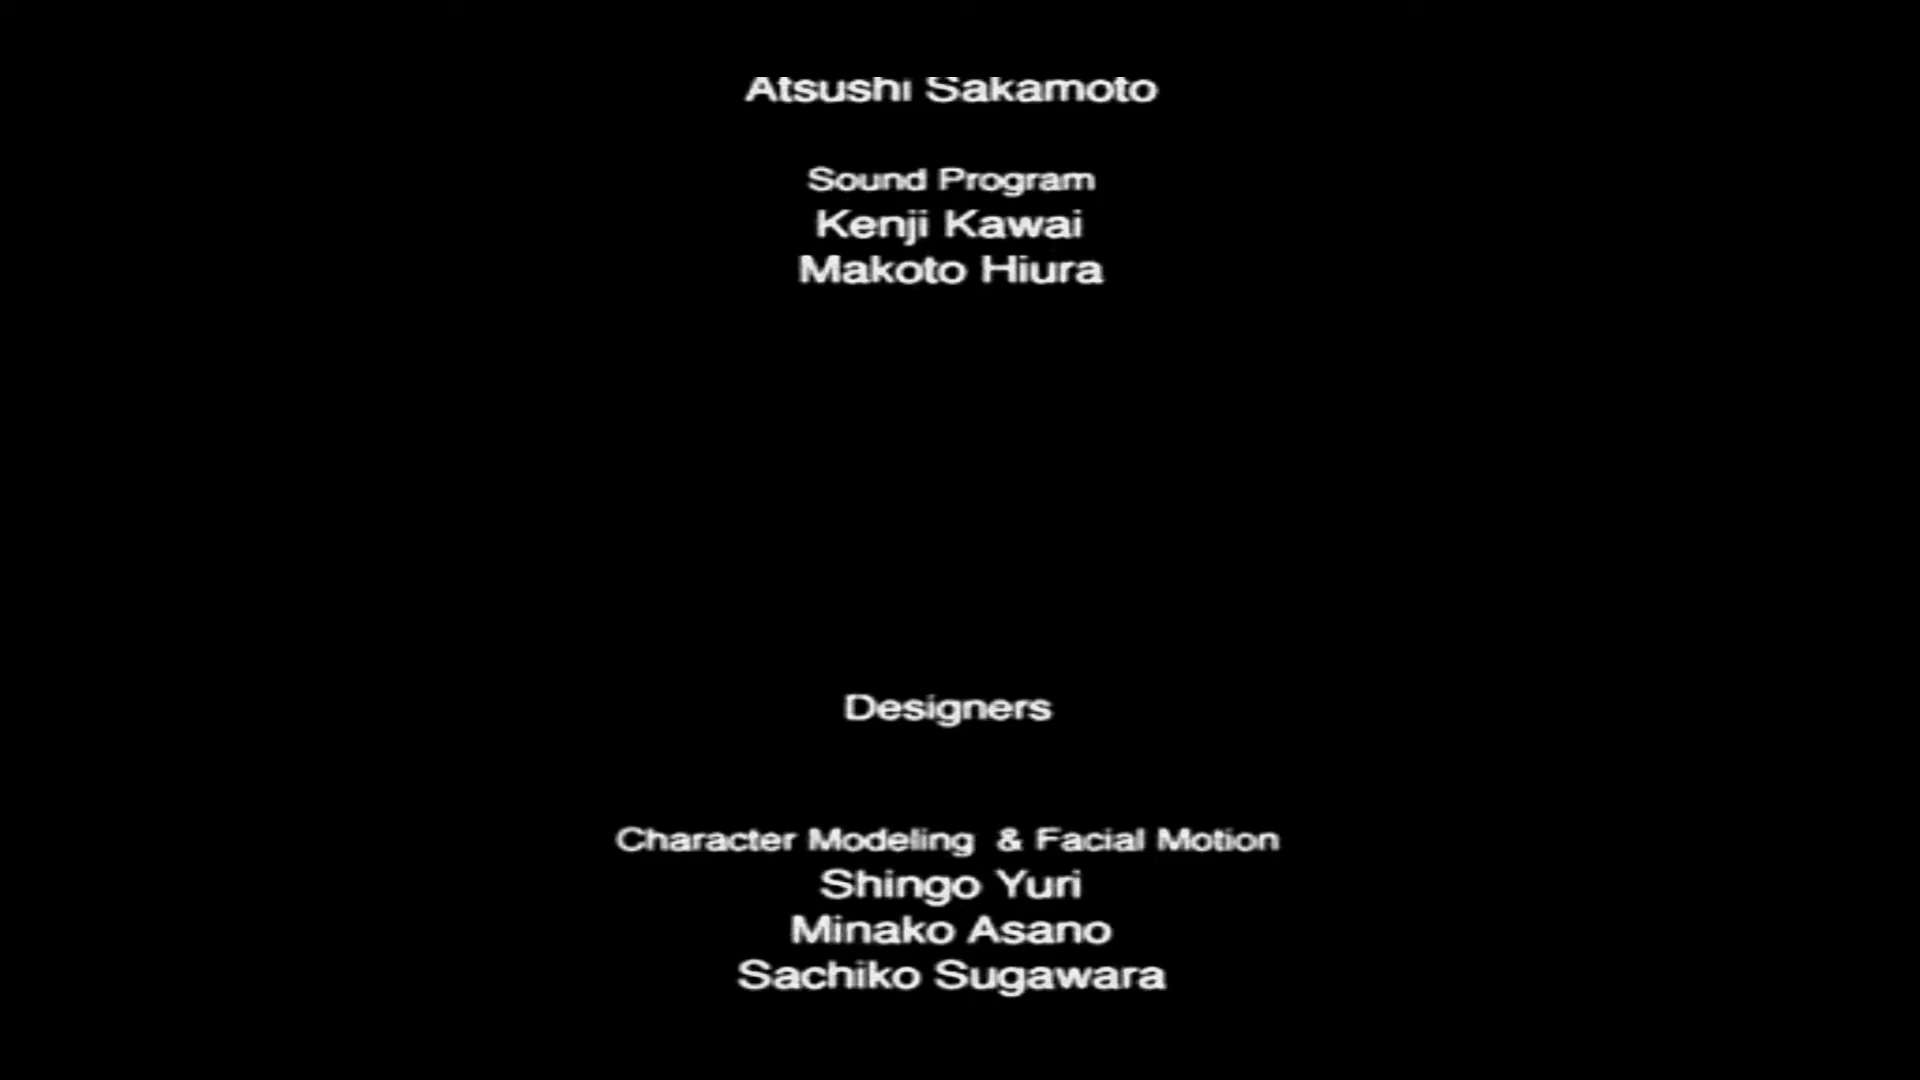 Atsushi Sakamoto
Sound Program
Kenji Kawai
Makoto Hiura
Designers
Character Modeling & Facial Motion
Shingo Yuri
Minako Asano
Sachiko Sugawara